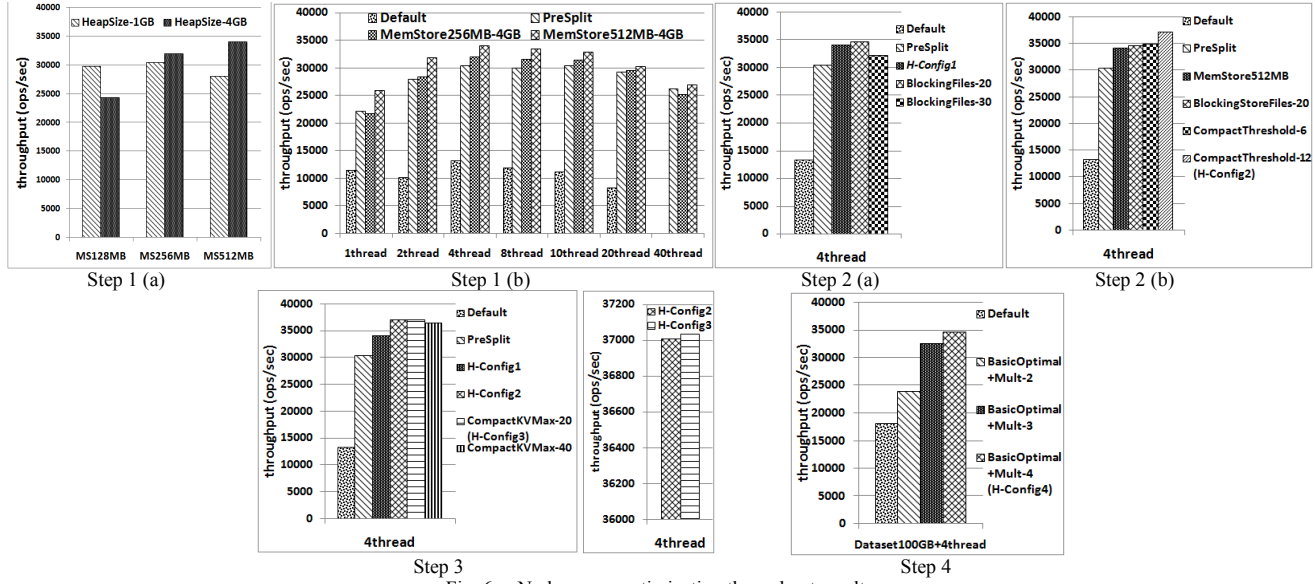 HeapSize-1GB HeapSize-4GB
throughput (ops/sec)
40000
35000
30000
25000
20000
15000
10000
5000
0
MS128MB MS256MB MS512MB
Step 1 (a)
Default PreSplit
MemStore256MB-4GB MemStore512MB-4GB
throughput (ops/sec)
40000
35000
30000
25000
20000
15000
10000
5000
0
1thread 2thread 4thread 8thread 10thread 20thread 40thread
Step 1 (b)
throughput (ops/sec)
40000
35000
30000
25000
20000
15000
10000
5000
0
4thread
Default
PreSplit
H-Config1
BlockingFiles-20
BlockingFiles-30
Step 2 (a)
throughput (ops/sec)
40000
35000
30000
25000
20000
15000
10000
5000
0
4thread
Default
PreSplit
MemStore512MB
BlockingStoreFiles-20
CompactThreshold-6
CompactThreshold-12
(H-Config2)
Step 2 (b)
throughput (ops/sec)
40000
35000
30000
25000
20000
15000
10000
5000
0
4thread
Default
PreSplit
H-Config1
H-Config2
CompactKVMax-20
(H-Config3)
CompactKVMax-40
throughput (ops/sec)
37200
37000
36800
36600
36400
36200
36000
H-Config2
H-Config3
4thread
Step 3
throughput (ops/sec)
40000
35000
30000
25000
20000
15000
10000
5000
0
Dataset100GB+4thread
Default
BasicOptimal
+Mult-2
BasicOptimal
+Mult-3
BasicOptimal
+Mult-4
(H-Config4)
Step 4